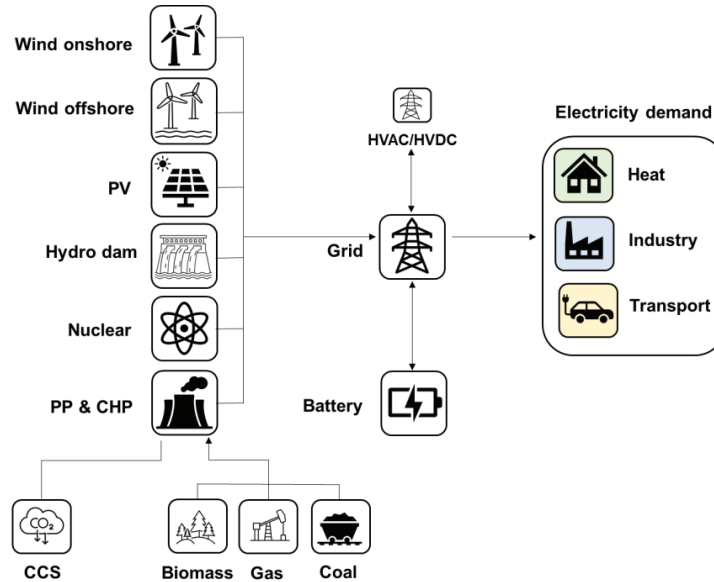 Wind onshore
Wind offshore
PV
Hydro dam
Nuclear
PP & CHP
CCS
CO2
Biomass
Gas
Coal
HVAC/HVDC
Grid
Battery
Electricity demand
Heat
Industry
Transport